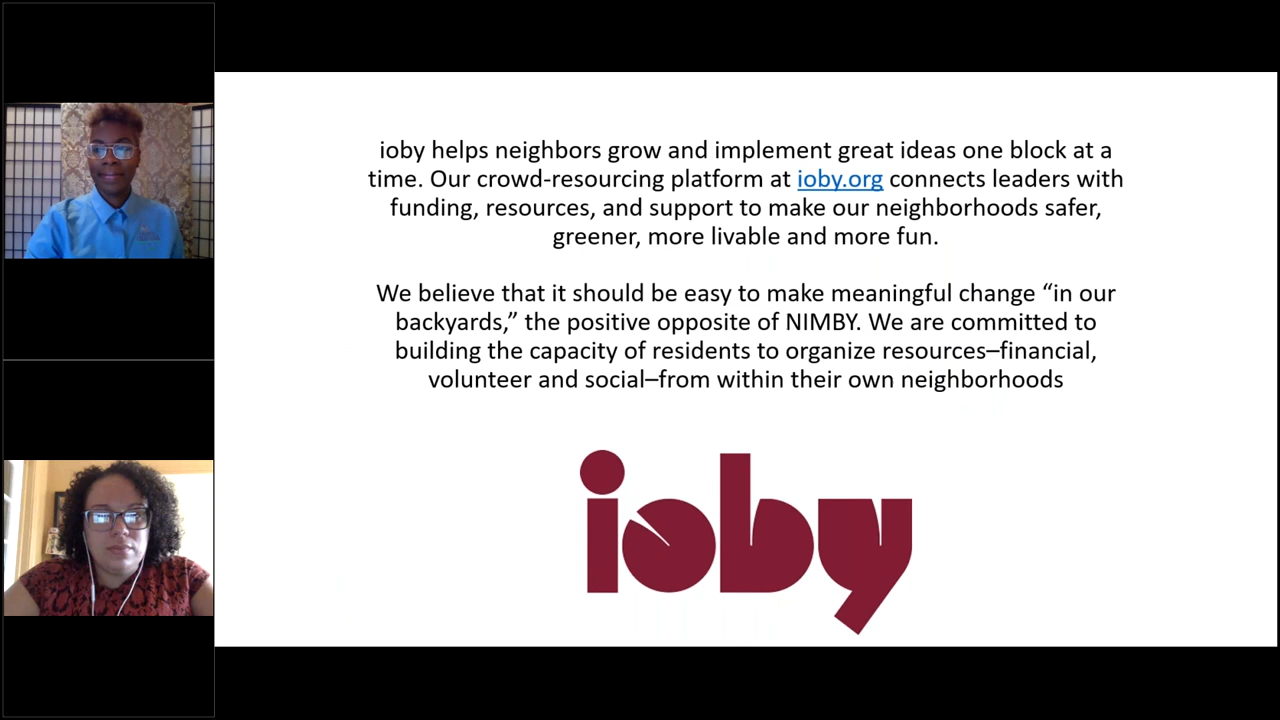 ioby helps neighbors grow and implement great ideas one block at a
time. Our crowd-resourcing platform at ioby.org connects leaders with
funding, resources, and support to make our neighborhoods safer,
greener, more livable and more fun.
We believe that it should be easy to make meaningful change “in our
backyards,” the positive opposite of NIMBY. We are committed to
building the capacity of residents to organize resources–financial,
volunteer and social–from within their own neighborhoods
ioby